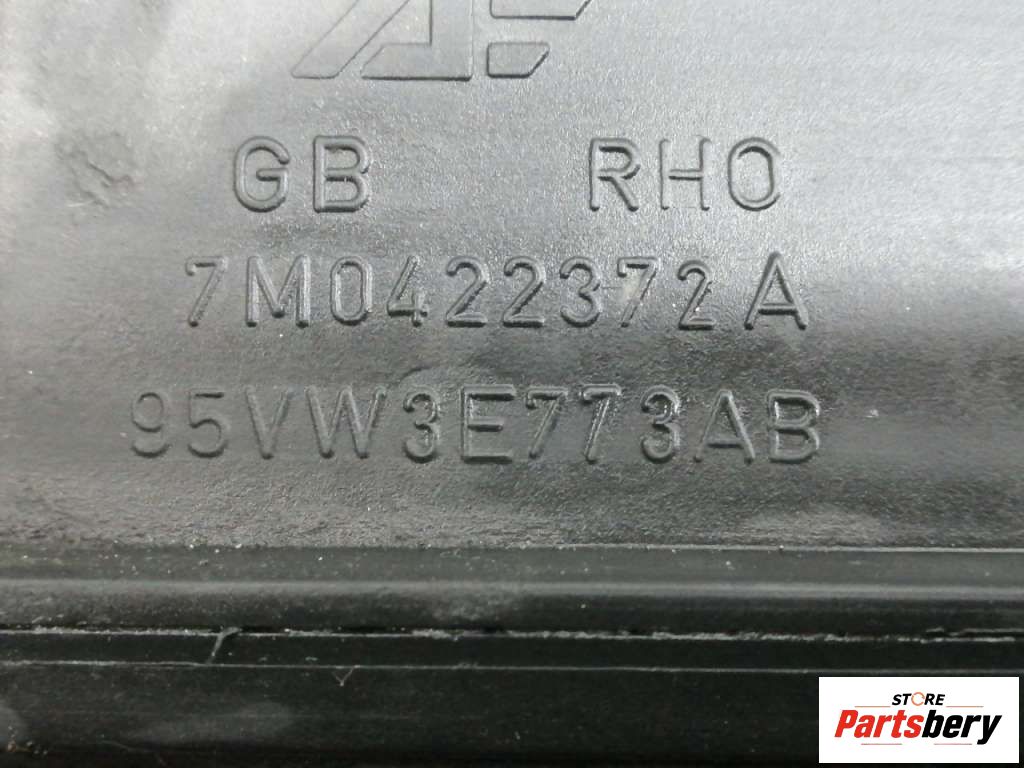 GB RHO
7M0422372A
95VW3E773AB
STORE
Partsbery